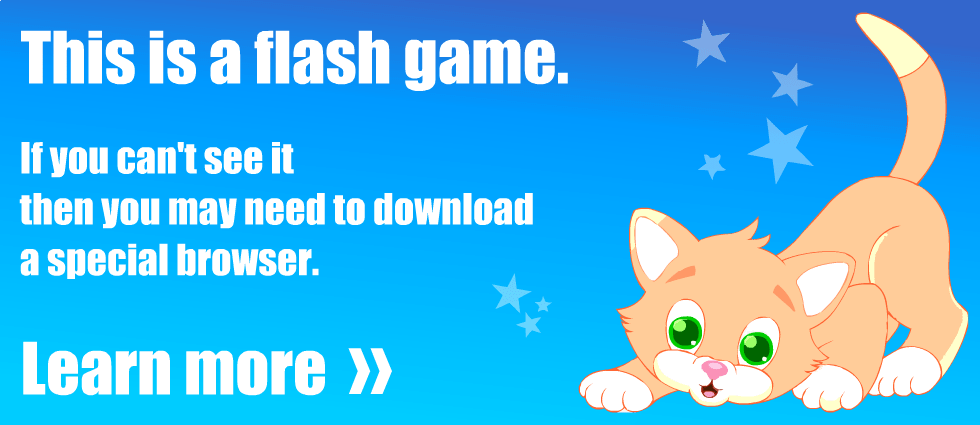 This is a flash game.
If you can't see it
then you may need to download
a special browser.
Learn more »